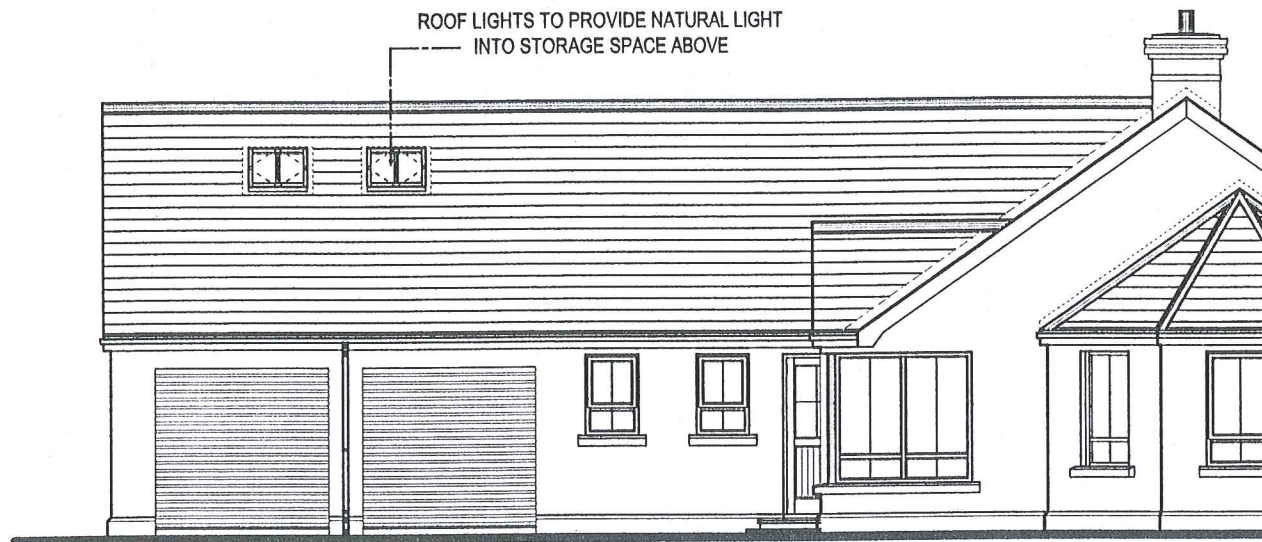 ROOF LIGHTS TO PROVIDE NATURAL LIGHT
INTO STORAGE SPACE ABOVE